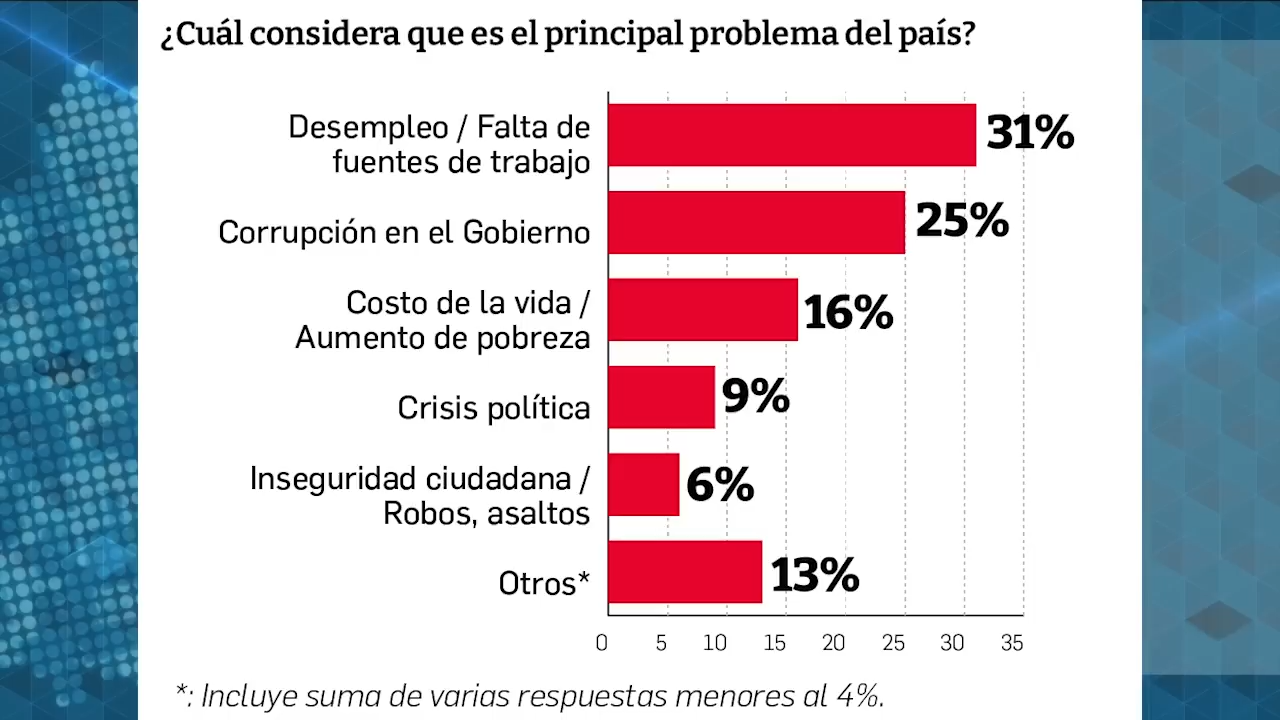 ¿Cuál considera que es el principal problema del país?
Desempleo / Falta de
fuentes de trabajo
31%
Corrupción en el Gobierno
25%
Costo de la vida /
Aumento de pobreza
16%
Crisis política
9%
Inseguridad ciudadana /
Robos, asaltos
6%
Otros*
13%
0 5 10 15 20 25 30 35
*: Incluye suma de varias respuestas menores al 4%.